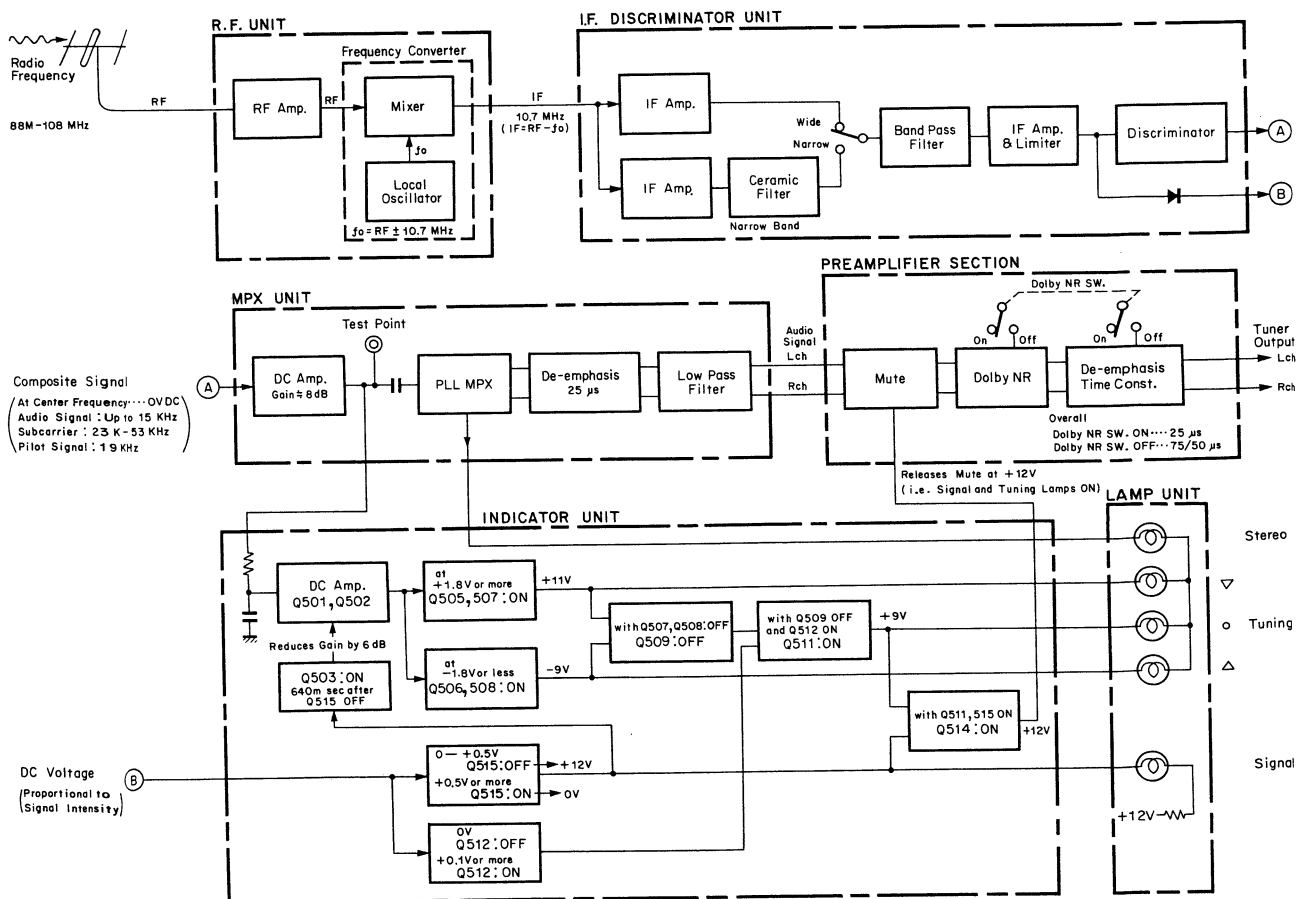 R.F. UNIT
Radio
Frequency
88M–108 MHz
RF
RF Amp.
RF
Frequency Converter
Mixer
ƒo
Local
Oscillator
ƒo = RF ± 10.7 MHz
IF
10.7 MHz
( IF=RF-ƒo )
I.F. DISCRIMINATOR UNIT
IF Amp.
IF Amp.
Ceramic
Filter
Narrow Band
Wide
Narrow
Band Pass
Filter
IF Amp.
& Limiter
Discriminator
A
B
MPX UNIT
Test Point
Composite Signal
(At Center Frequency····0VDC
Audio Signal : Up to 15 KHz
Subcarrier : 23 K–53 KHz
Pilot Signal : 19 KHz)
A
DC Amp.
Gain≒8dB
PLL MPX
De-emphasis
25 μs
Low Pass
Filter
Audio
Signal
Lch
Rch
PREAMPLIFIER SECTION
Dolby NR SW.
On
Off
On
Off
Mute
Dolby NR
De-emphasis
Time Const.
Overall
Dolby NR SW. ON····25 μs
Dolby NR SW. OFF···75/50 μs
Tuner
Output
Lch
Rch
Releases Mute at +12V
(i.e. Signal and Tuning Lamps ON)
INDICATOR UNIT
DC Amp.
Q501,Q502
Reduces Gain by 6 dB
Q503:ON
640m sec after
Q515 OFF
at
+1.8V or more
Q505,507:ON
+11V
at
−1.8V or less
Q506,508:ON
−9V
with Q507,Q508:OFF
Q509:OFF
with Q509 OFF
and Q512 ON
Q511:ON
+9V
with Q511,515 ON
Q514:ON
+12V
DC Voltage
(Proportional to
Signal Intensity)
B
0 — +0.5V
Q515:OFF
+12V
+0.5V or more
Q515:ON
0V
0V
Q512:OFF
+0.1V or more
Q512:ON
LAMP UNIT
Stereo
▽
○ Tuning
△
Signal
+12V